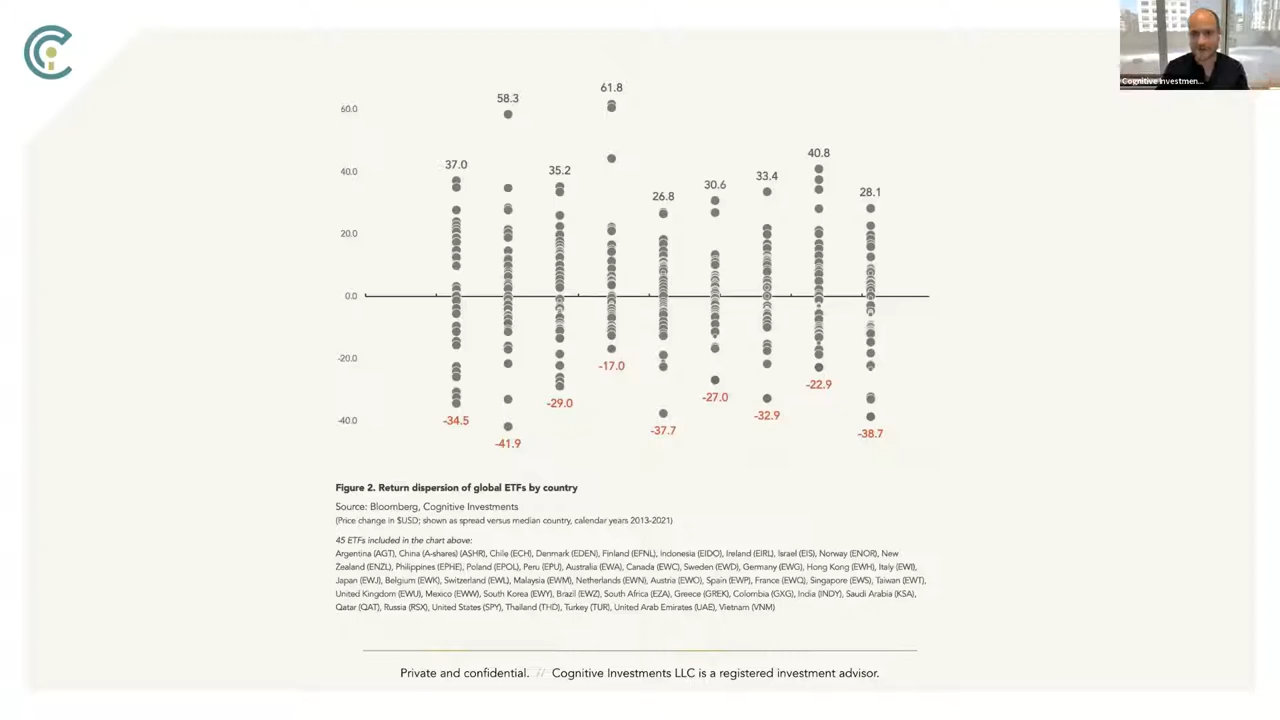 Cognitive Investmen...
61.8
58.3
60.0
40.8
37.0
33.4
35.2
40.0
30.6
28.1
26.8
20.0
0.0
-20.0
-17.0
-22.9
-27.0
-29.0
-32.9
-34.5
-40.0
-37.7
-38.7
-41.9
Figure 2. Return dispersion of global ETFs by country
Source: Bloomberg, Cognitive Investments
(Price change in $USD; shown as spread versus median country, calendar years 2013-2021)
45 ETFs included in the chart above:
Argentina (AGT), China (A-shares) (ASHR), Chile (ECH), Denmark (EDEN), Finland (EFNL), Indonesia (EIDO), Ireland (EIRL), Israel (EIS), Norway (ENOR), New
Zealand (ENZL), Philippines (EPHE), Poland (EPOL), Peru (EPU), Australia (EWA), Canada (EWC), Sweden (EWD), Germany (EWG), Hong Kong (EWH), Italy (EWI),
Japan (EWJ), Belgium (EWK), Switzerland (EWL), Malaysia (EWM), Netherlands (EWN), Austria (EWO), Spain (EWP), France (EWQ), Singapore (EWS), Taiwan (EWT),
United Kingdom (EWU), Mexico (EWW), South Korea (EWY), Brazil (EWZ), South Africa (EZA), Greece (GREK), Colombia (GXG), India (INDY), Saudi Arabia (KSA),
Qatar (QAT), Russia (RSX), United States (SPY), Thailand (THD), Turkey (TUR), United Arab Emirates (UAE), Vietnam (VNM)
Private and confidential. // Cognitive Investments LLC is a registered investment advisor.